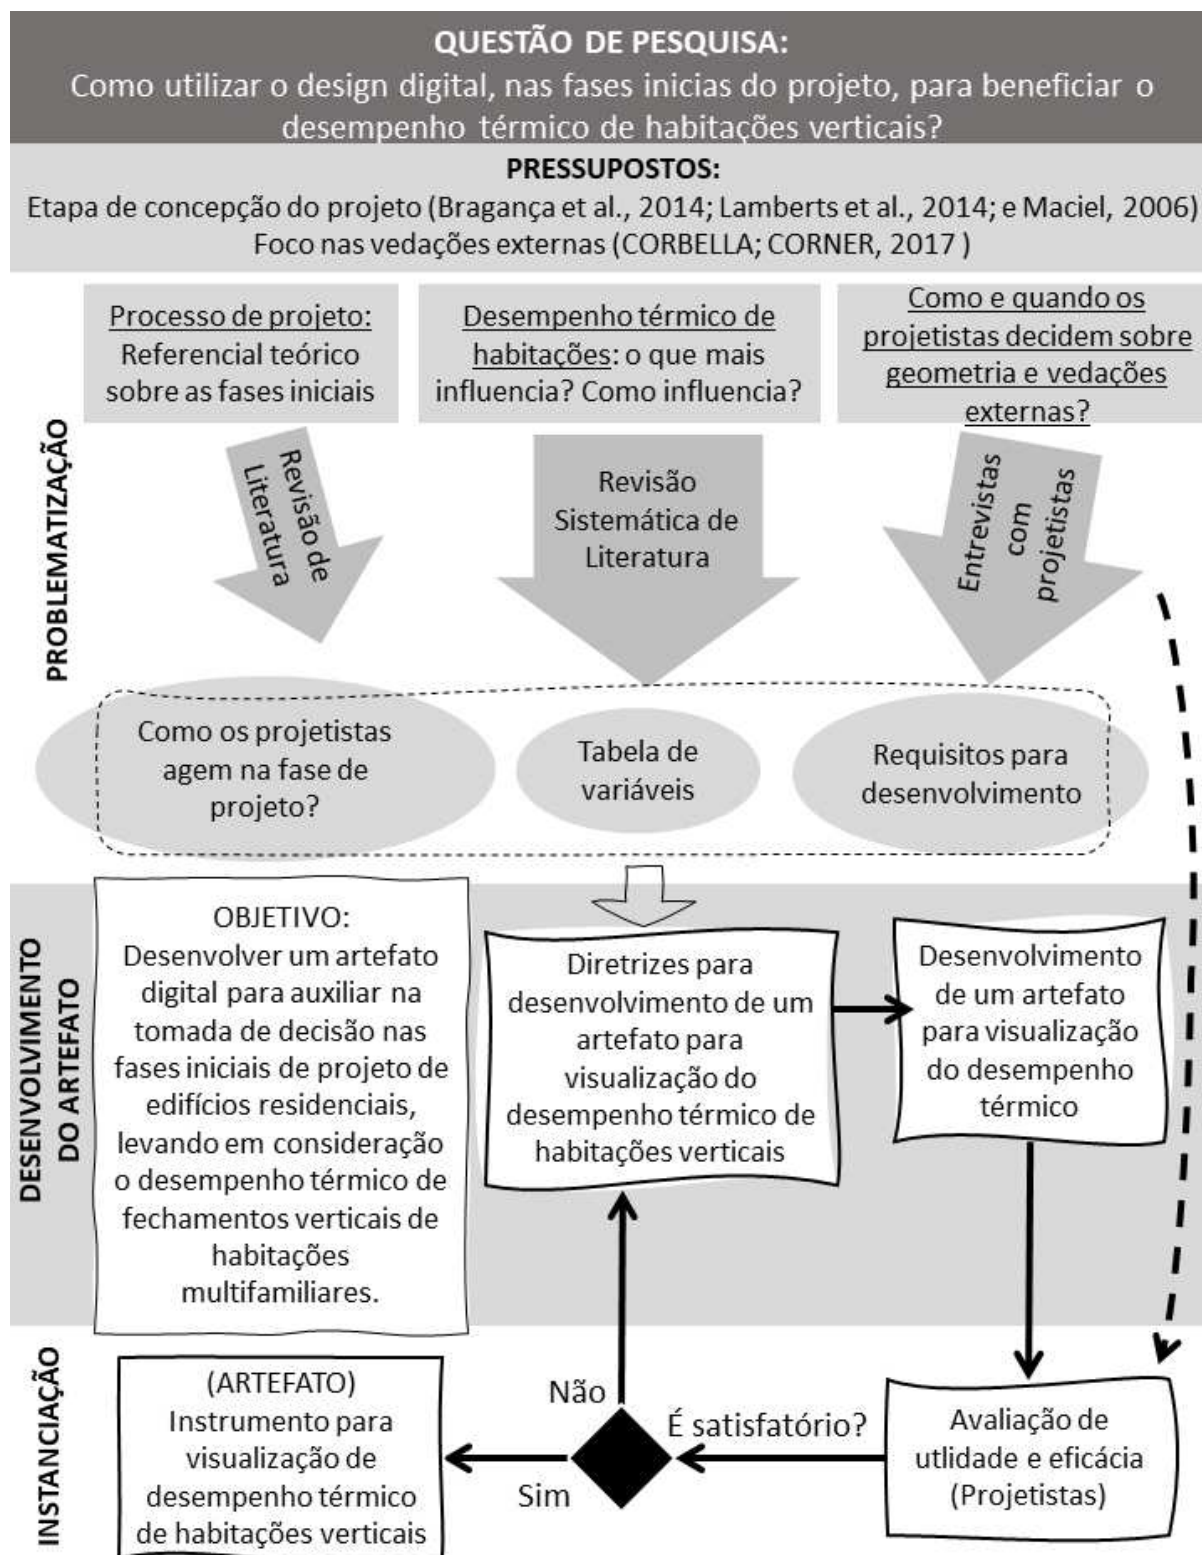 QUESTÃO DE PESQUISA:
Como utilizar o design digital, nas fases inicias do projeto, para beneficiar o
desempenho térmico de habitações verticais?
PRESSUPOSTOS:
Etapa de concepção do projeto (Bragança et al., 2014; Lamberts et al., 2014; e Maciel, 2006)
Foco nas vedações externas (CORBELLA; CORNER, 2017 )
PROBLEMATIZAÇÃO
Processo de projeto:
Referencial teórico
sobre as fases iniciais
Desempenho térmico de
habitações: o que mais
influencia? Como influencia?
Como e quando os
projetistas decidem sobre
geometria e vedações
externas?
Revisão de
Literatura
Revisão
Sistemática de
Literatura
Entrevistas
com
projetistas
Como os projetistas
agem na fase de
projeto?
Tabela de
variáveis
Requisitos para
desenvolvimento
DESENVOLVIMENTO
DO ARTEFATO
OBJETIVO:
Desenvolver um artefato
digital para auxiliar na
tomada de decisão nas
fases iniciais de projeto de
edifícios residenciais,
levando em consideração
o desempenho térmico de
fechamentos verticais de
habitações
multifamiliares.
Diretrizes para
desenvolvimento de um
artefato para
visualização do
desempenho térmico de
habitações verticais
Desenvolvimento
de um artefato
para visualização
do desempenho
térmico
INSTANCIAÇÃO
(ARTEFATO)
Instrumento para
visualização de
desempenho térmico
de habitações verticais
Não
Sim
É satisfatório?
Avaliação de
utlidade e eficácia
(Projetistas)